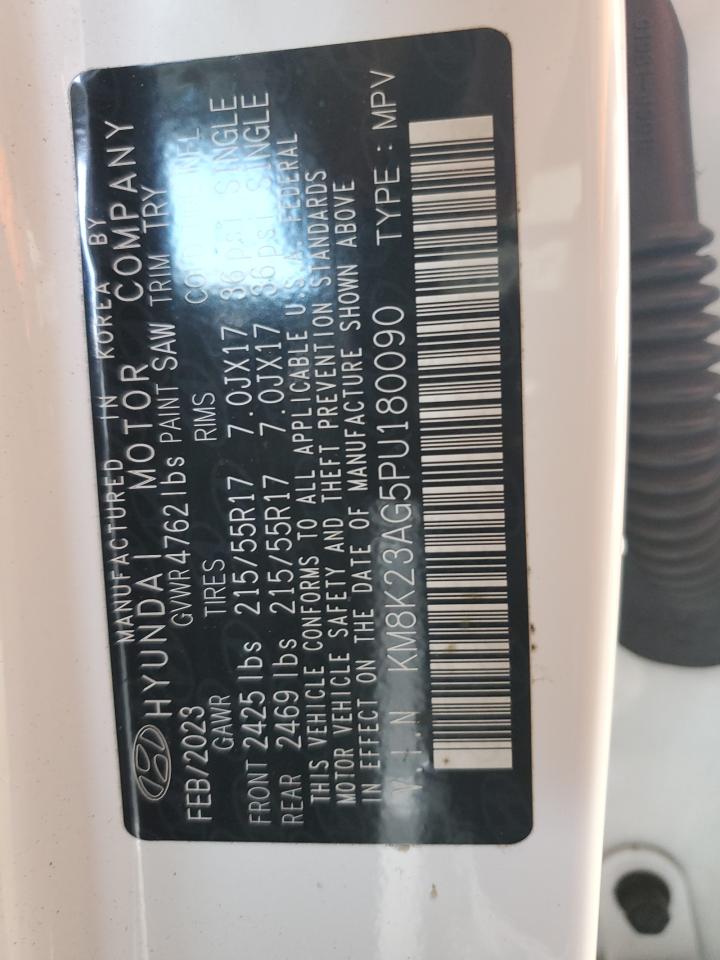 MANUFACTURED IN KOREA BY
HYUNDAI MOTOR COMPANY
FEB/2023 GVWR 4762 lbs PAINT SAW TRIM TRY
GAWR TIRES RIMS
FRONT 2425 lbs 215/55R17 7.0JX17 36 psi SINGLE
REAR 2469 lbs 215/55R17 7.0JX17 36 psi SINGLE
THIS VEHICLE CONFORMS TO ALL APPLICABLE U.S.A. FEDERAL
MOTOR VEHICLE SAFETY AND THEFT PREVENTION STANDARDS
IN EFFECT ON THE DATE OF MANUFACTURE SHOWN ABOVE
V.I.N KM8K23AG5PU180090 TYPE : MPV